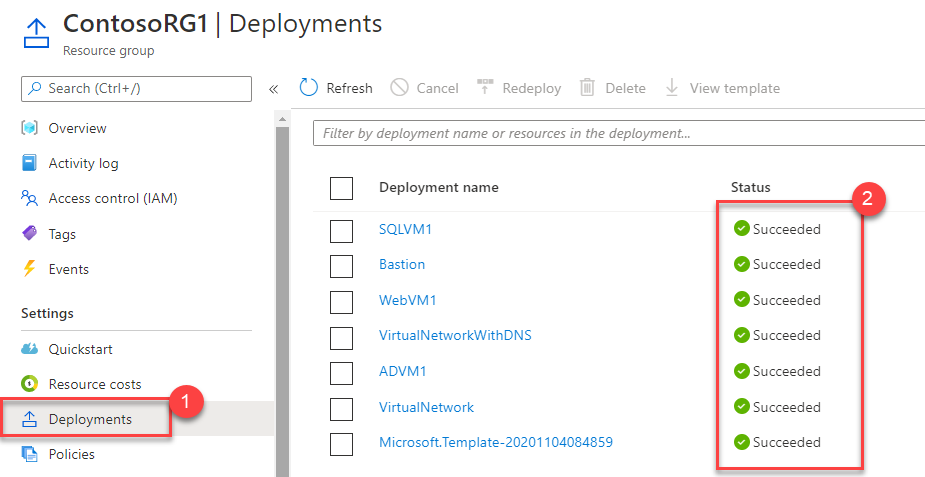 ContosoRG1 | Deployments
Resource group
Search (Ctrl+/)
«
Refresh
Cancel
Redeploy
Delete
View template
Overview
Activity log
Access control (IAM)
Tags
Events
Settings
Quickstart
Resource costs
Deployments
1
Policies
Filter by deployment name or resources in the deployment...
Deployment name Status
2
SQLVM1 Succeeded
Bastion Succeeded
WebVM1 Succeeded
VirtualNetworkWithDNS Succeeded
ADVM1 Succeeded
VirtualNetwork Succeeded
Microsoft.Template-20201104084859 Succeeded